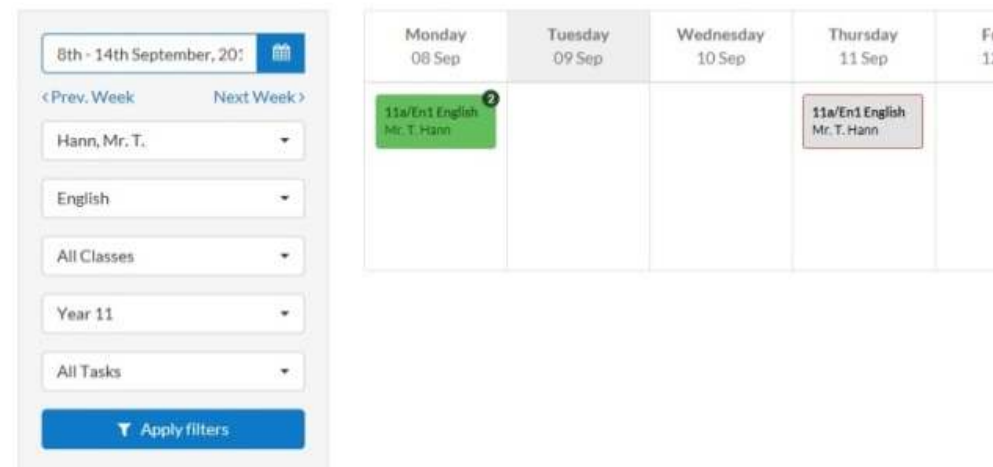 8th - 14th September, 201
<Prev. Week
Next Week>
Hann, Mr. T.
English
All Classes
Year 11
All Tasks
Apply filters
Monday
08 Sep
Tuesday
09 Sep
Wednesday
10 Sep
Thursday
11 Sep
11a/En1 English
Mr. T. Hann
2
11a/En1 English
Mr. T. Hann